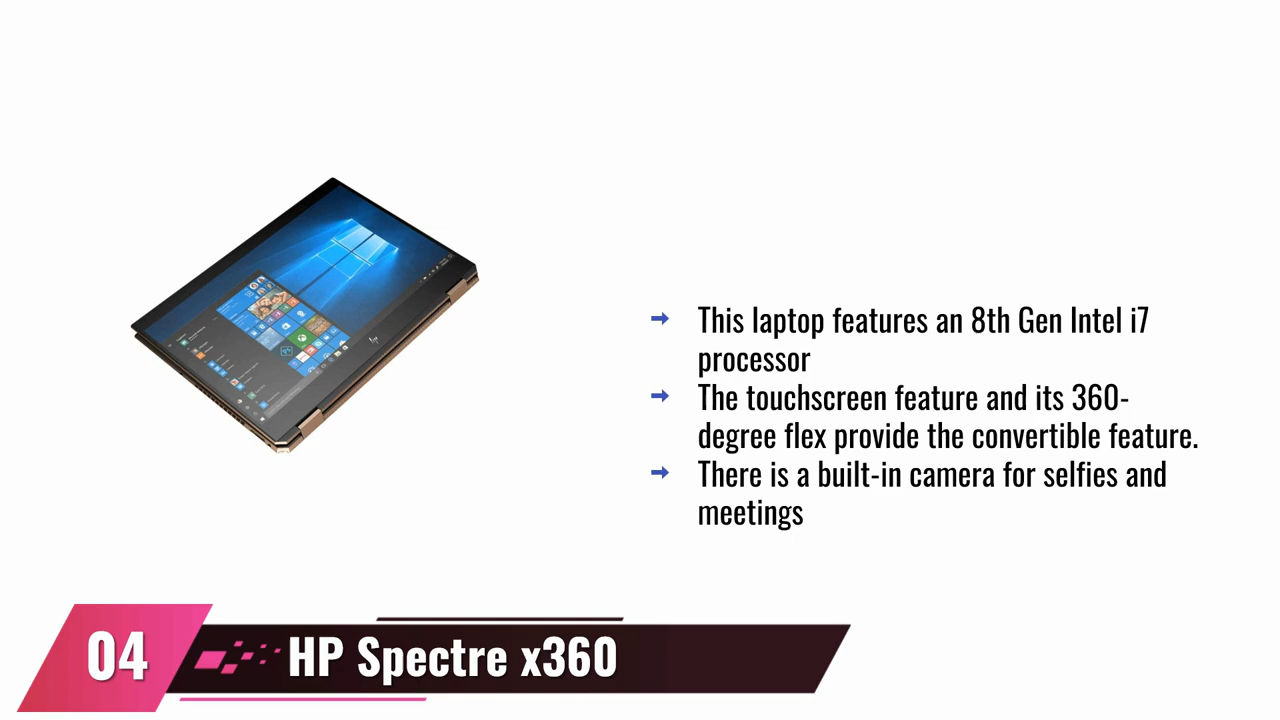 This laptop features an 8th Gen Intel i7
processor
The touchscreen feature and its 360-
degree flex provide the convertible feature.
There is a built-in camera for selfies and
meetings
04
HP Spectre x360